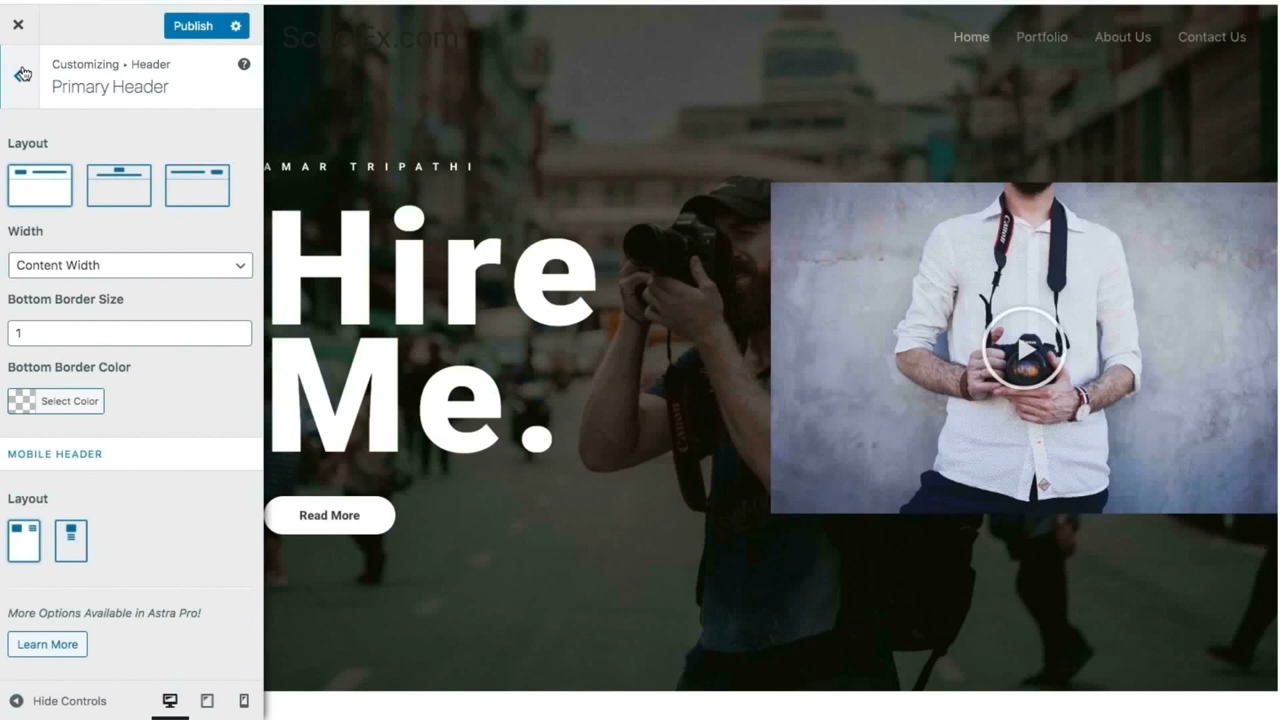 Publish
Customizing • Header
Primary Header
Layout
Width
Content Width
Bottom Border Size
1
Bottom Border Color
Select Color
MOBILE HEADER
Layout
More Options Available in Astra Pro!
Learn More
Hide Controls
Home Portfolio About Us Contact Us
AMAR TRIPATHI
Hire
Me.
Read More
Canon
Canon